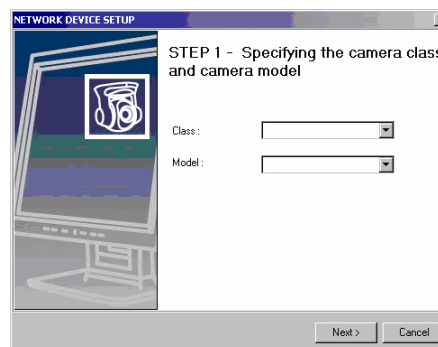 NETWORK DEVICE SETUP
STEP 1 - Specifying the camera class
and camera model
Class :
Model :
Next >
Cancel